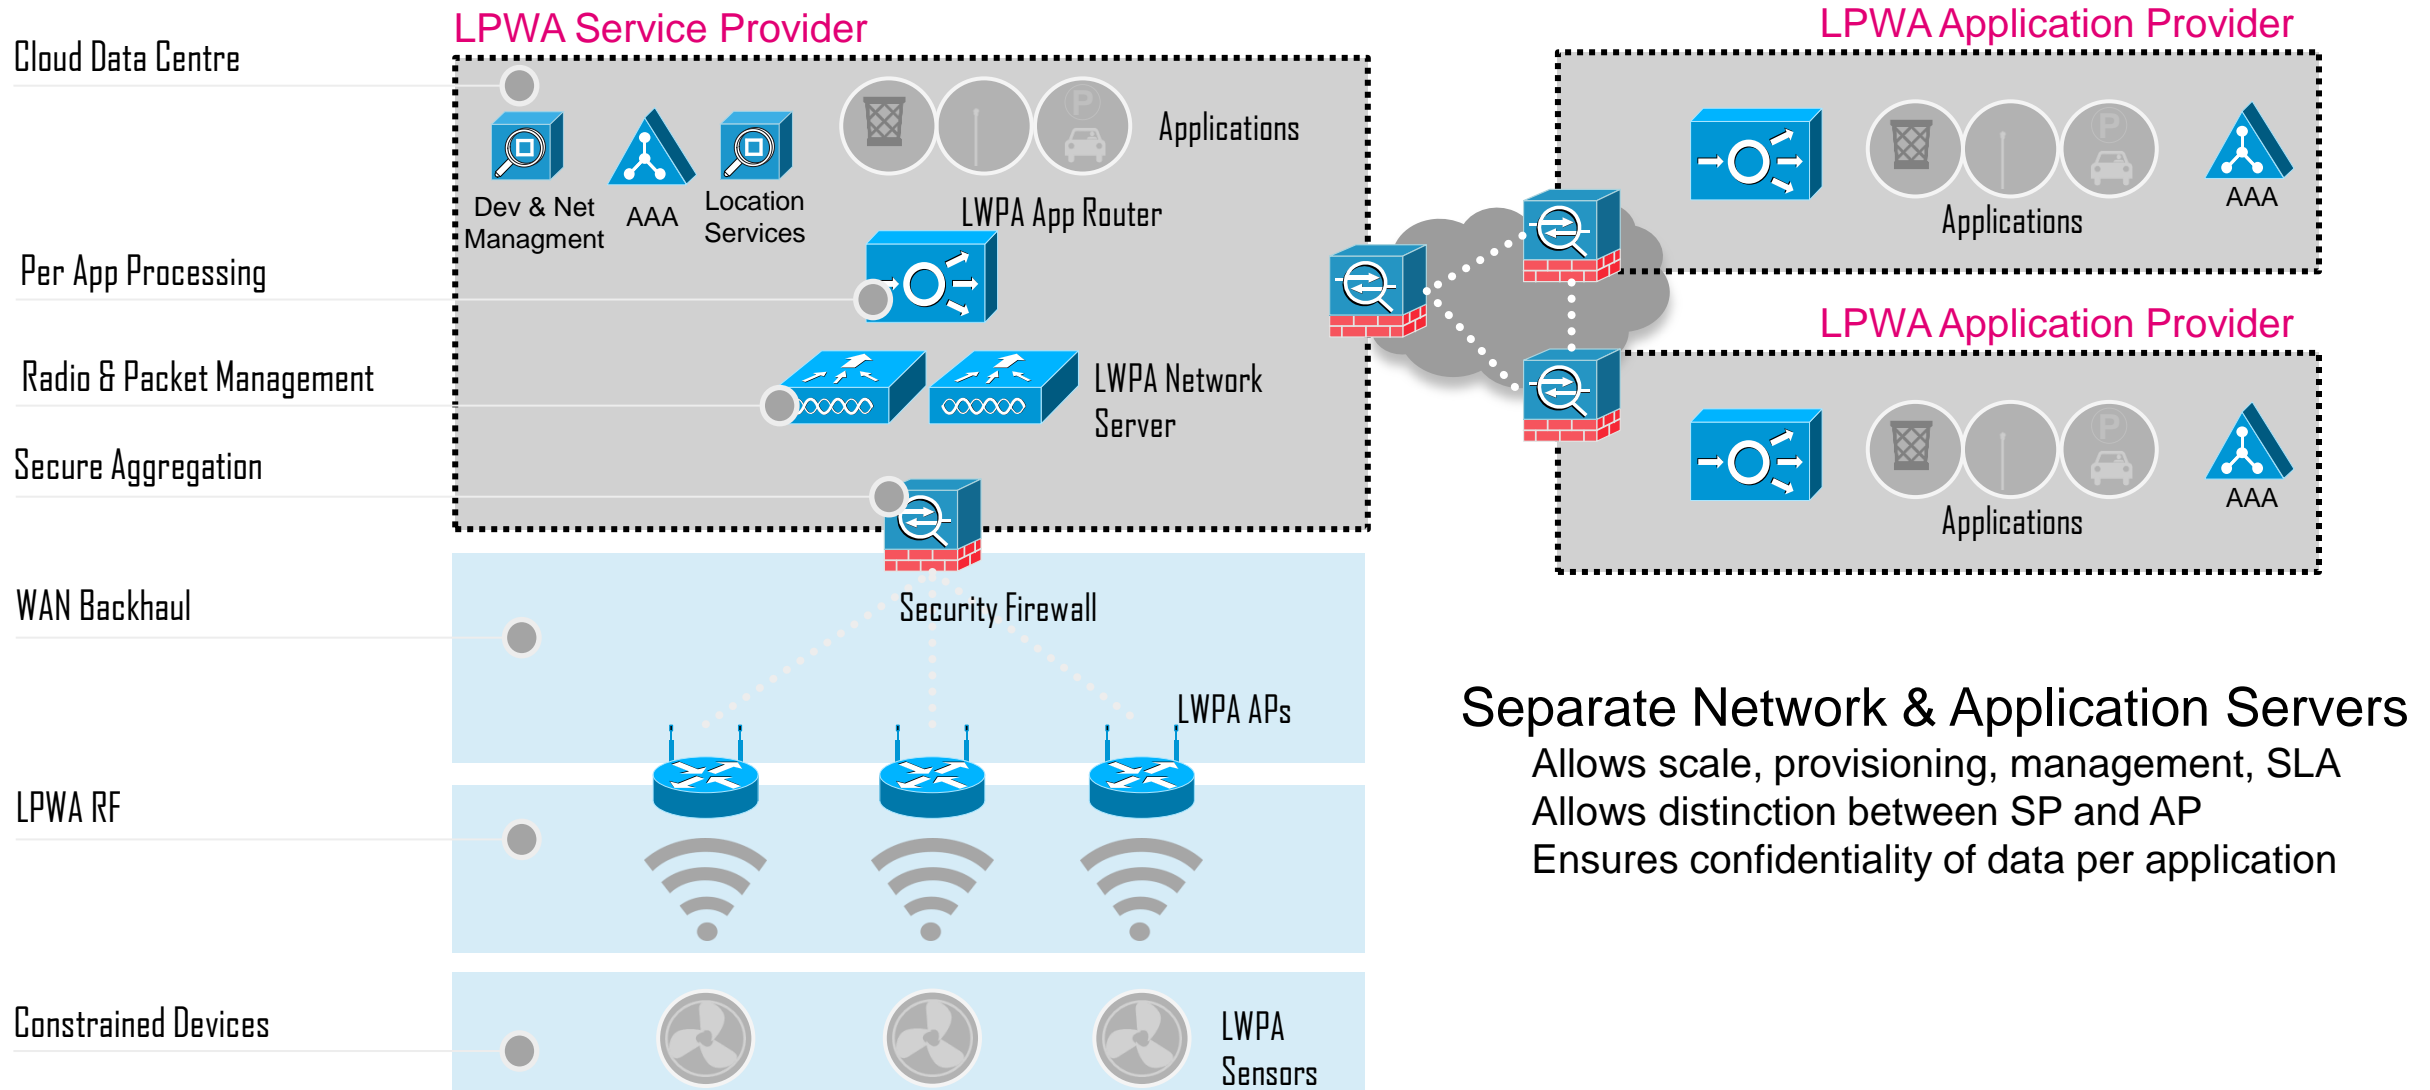 LPWA Service Provider
LPWA Application Provider
Cloud Data Centre
Applications
Dev & Net
Managment
AAA
Location
Services
LWPA App Router
Applications
AAA
Per App Processing
LPWA Application Provider
Radio & Packet Management
LWPA Network
Server
Secure Aggregation
Applications
AAA
WAN Backhaul
Security Firewall
LWPA APs
Separate Network & Application Servers
Allows scale, provisioning, management, SLA
Allows distinction between SP and AP
Ensures confidentiality of data per application
LPWA RF
Constrained Devices
LWPA
Sensors
P
P
P